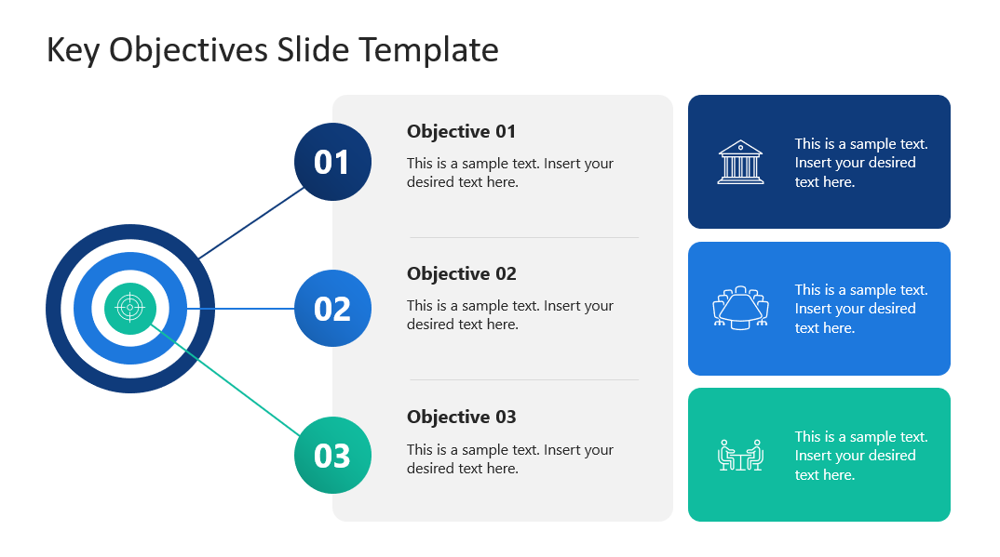 Key Objectives Slide Template
01
Objective 01
This is a sample text. Insert your
desired text here.
This is a sample text.
Insert your desired
text here.
02
Objective 02
This is a sample text. Insert your
desired text here.
This is a sample text.
Insert your desired
text here.
03
Objective 03
This is a sample text. Insert your
desired text here.
This is a sample text.
Insert your desired
text here.